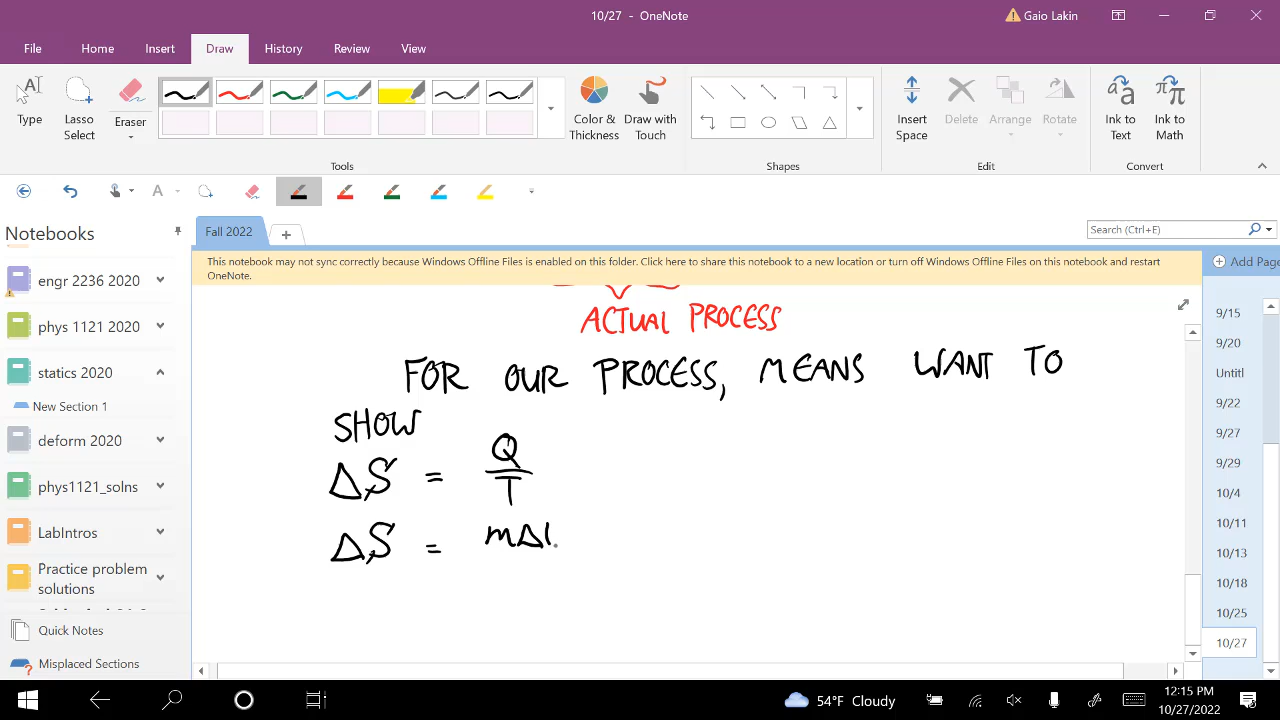 10/27 - OneNote
Gaio Lakin
File Home Insert Draw History Review View
Type
Lasso Select
Eraser
Color & Thickness
Draw with Touch
Insert Space
Delete
Arrange
Rotate
Ink to Text
Ink to Math
Tools
Shapes
Edit
Convert
A
Notebooks
Fall 2022
Search (Ctrl+E)
This notebook may not sync correctly because Windows Offline Files is enabled on this folder. Click here to share this notebook to a new location or turn off Windows Offline Files on this notebook and restart
OneNote.
Add Page
engr 2236 2020
phys 1121 2020
statics 2020
New Section 1
deform 2020
phys1121_solns
LabIntros
Practice problem
solutions
Quick Notes
Misplaced Sections
ACTUAL PROCESS
FOR OUR PROCESS, MEANS WANT TO
SHOW
ΔS = Q/T
ΔS = mΔ
9/15
9/20
Untitl
9/22
9/27
9/29
10/4
10/11
10/13
10/18
10/25
10/27
54°F Cloudy
12:15 PM
10/27/2022